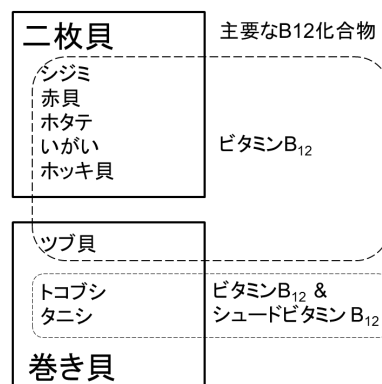 二枚貝 主要なB12化合物
シジミ
赤貝
ホタテ
いがい ビタミンB₁₂
ホッキ貝
ツブ貝
トコブシ ビタミンB₁₂ &
タニシ シュードビタミン B₁₂
巻き貝